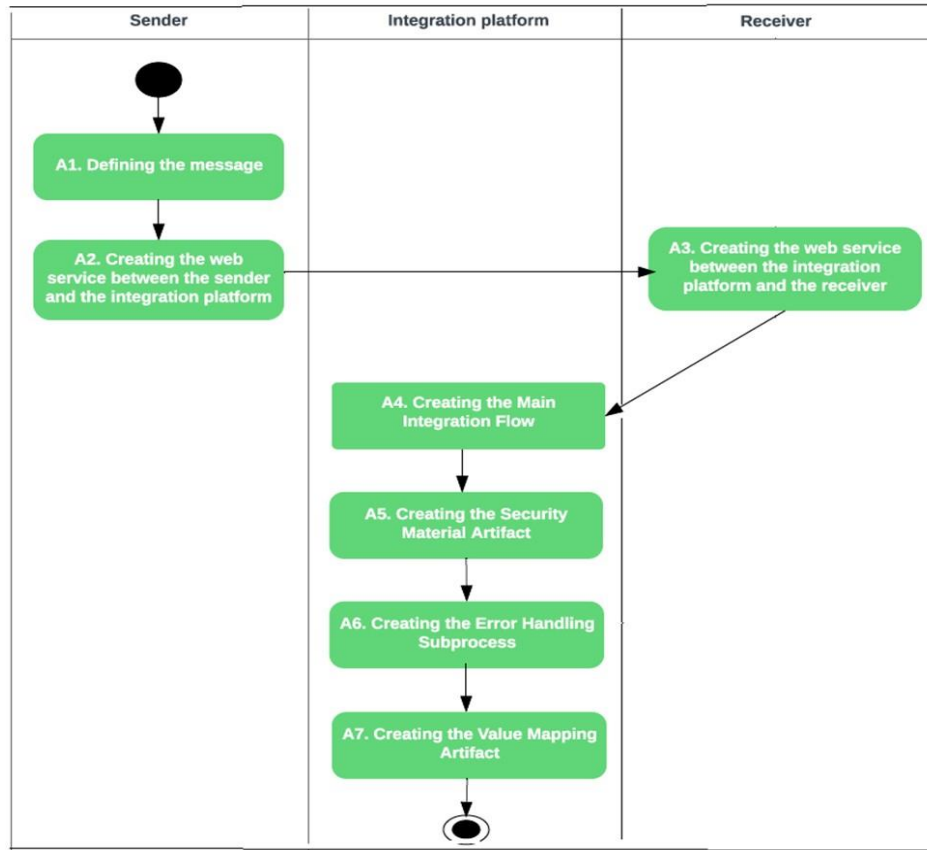 Sender
Integration platform
Receiver
A1. Defining the message
A2. Creating the web
service between the sender
and the integration platform
A3. Creating the web service
between the integration
platform and the receiver
A4. Creating the Main
Integration Flow
A5. Creating the Security
Material Artifact
A6. Creating the Error Handling
Subprocess
A7. Creating the Value Mapping
Artifact